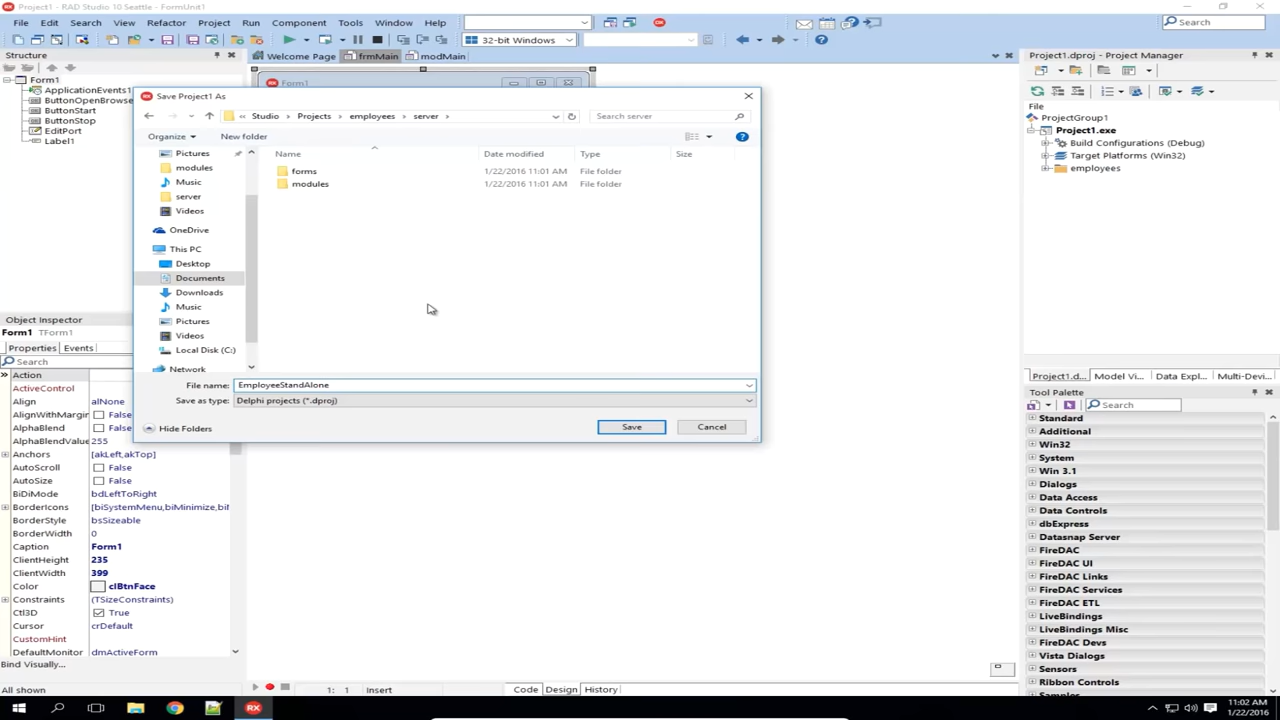 Project1 - RAD Studio 10 Seattle - FormUnit1
File Edit Search View Refactor Project Run Component Tools Window Help
Search
32-bit Windows
Structure
Form1
ApplicationEvents1
ButtonOpenBrowse
ButtonStart
ButtonStop
EditPort
Label1
Welcome Page frmMain modMain
Form1
Save Project1 As
Studio Projects employees server
Search server
Organize New folder
Name Date modified Type Size
forms 1/22/2016 11:01 AM File folder
modules 1/22/2016 11:01 AM File folder
Pictures
modules
Music
server
Videos
OneDrive
This PC
Desktop
Documents
Downloads
Music
Pictures
Videos
Local Disk (C:)
Network
File name: EmployeeStandAlone
Save as type: Delphi projects (*.dproj)
Hide Folders Save Cancel
Object Inspector
Form1 TForm1
Properties Events
Search
Action
ActiveControl
Align alNone
AlignWithMargin False
AlphaBlend False
AlphaBlendValue 255
Anchors [akLeft,akTop]
AutoScroll False
AutoSize False
BiDiMode bdLeftToRight
BorderIcons [biSystemMenu,biMinimize,bi
BorderStyle bsSizeable
BorderWidth 0
Caption Form1
ClientHeight 235
ClientWidth 399
Color clBtnFace
Constraints (TSizeConstraints)
Ctl3D True
Cursor crDefault
CustomHint
DefaultMonitor dmActiveForm
Bind Visually...
All shown
1: 1 Insert Code Design History
Project1.dproj - Project Manager
File
ProjectGroup1
Project1.exe
Build Configurations (Debug)
Target Platforms (Win32)
employees
Project1.d... Model Vi... Data Expl... Multi-Devi...
Tool Palette
Search
Standard
Additional
Win32
System
Win 3.1
Dialogs
Data Access
Data Controls
dbExpress
Datasnap Server
FireDAC
FireDAC UI
FireDAC Links
FireDAC Services
FireDAC ETL
LiveBindings
LiveBindings Misc
FireDAC Devs
Vista Dialogs
Sensors
Ribbon Controls
Samples
11:02 AM
1/22/2016